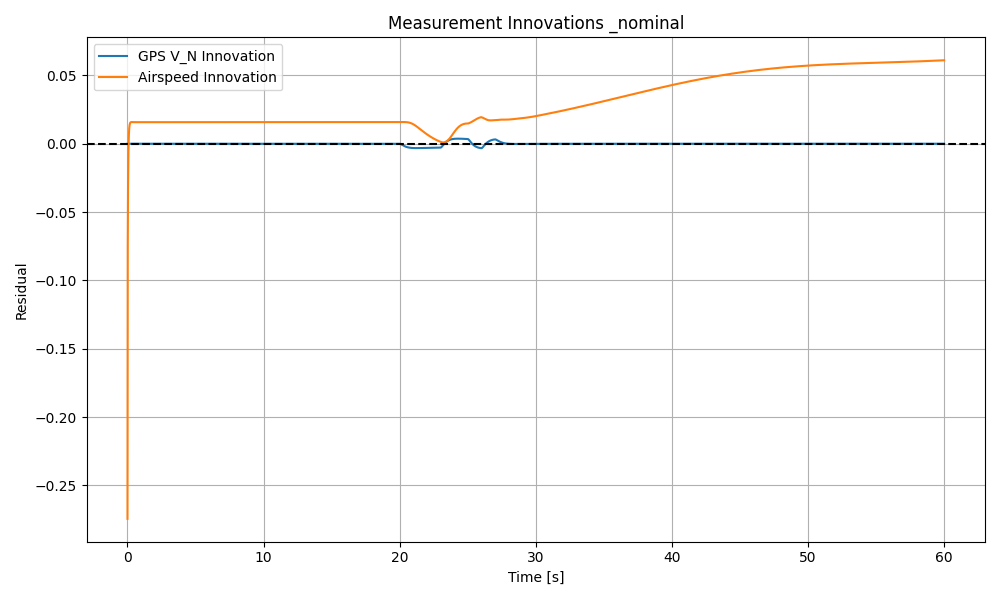 Measurement Innovations _nominal
GPS V_N Innovation
Airspeed Innovation
Residual
0.05
0.00
−0.05
−0.10
−0.15
−0.20
−0.25
0 10 20 30 40 50 60
Time [s]